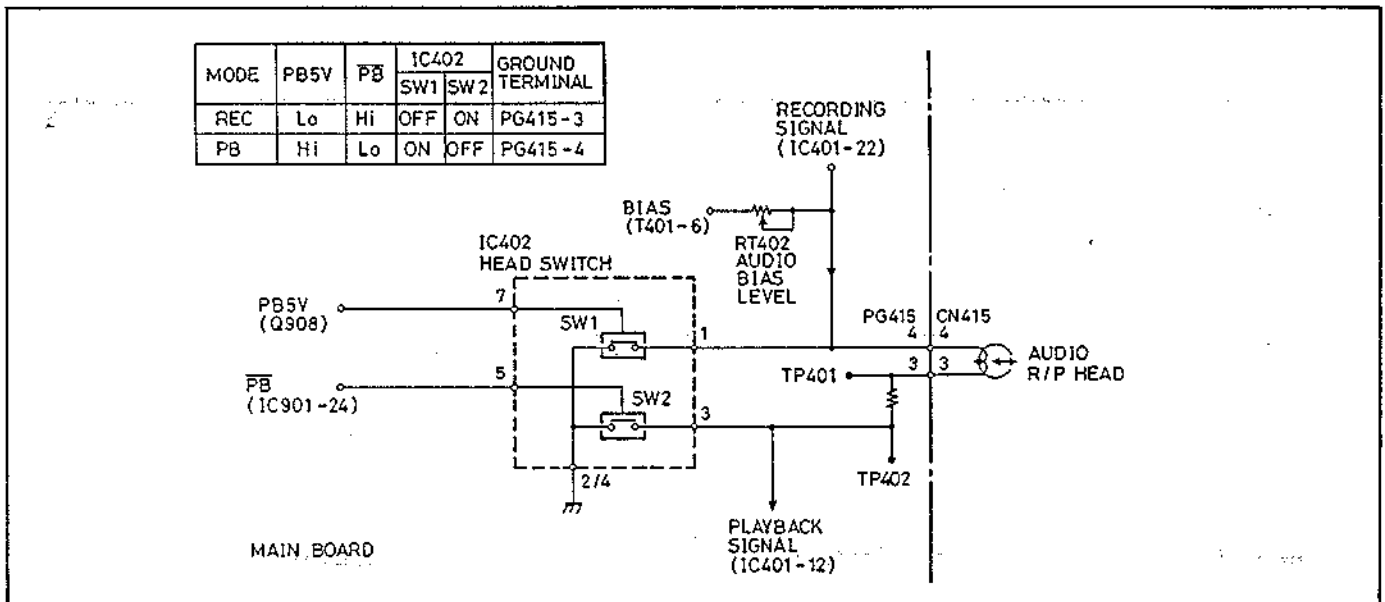 MODE PB5V PB IC402 GROUND TERMINAL
SW1 SW2
REC Lo Hi OFF ON PG415-3
PB Hi Lo ON OFF PG415-4
RECORDING
SIGNAL
(IC401-22)
BIAS
(T401-6)
RT402
AUDIO
BIAS
LEVEL
IC402
HEAD SWITCH
PB5V
(Q908)
7
SW1
1
PG415 CN415
4 4
3 3
AUDIO
R/P HEAD
TP401
PB
(IC901-24)
5
SW2
3
TP402
2/4
PLAYBACK
SIGNAL
(IC401-12)
MAIN BOARD